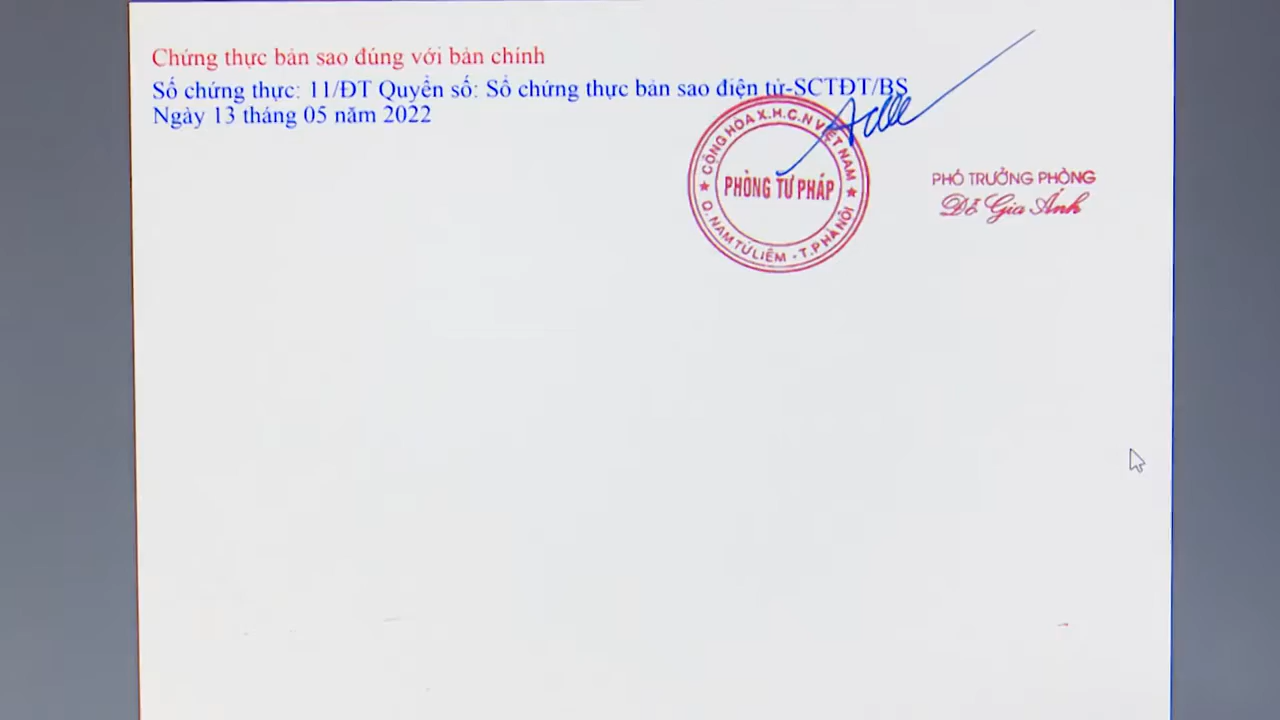 Chứng thực bản sao đúng với bản chính
Số chứng thực: 11/ĐT Quyển số: Sổ chứng thực bản sao điện tử-SCTĐT/BS
Ngày 13 tháng 05 năm 2022
CỘNG HÒA X.H.C.N VIỆT NAM
PHÒNG TƯ PHÁP
Q. NAM TỪ LIÊM - T.P HÀ NỘI
PHÓ TRƯỞNG PHÒNG
Đỗ Gia Ánh